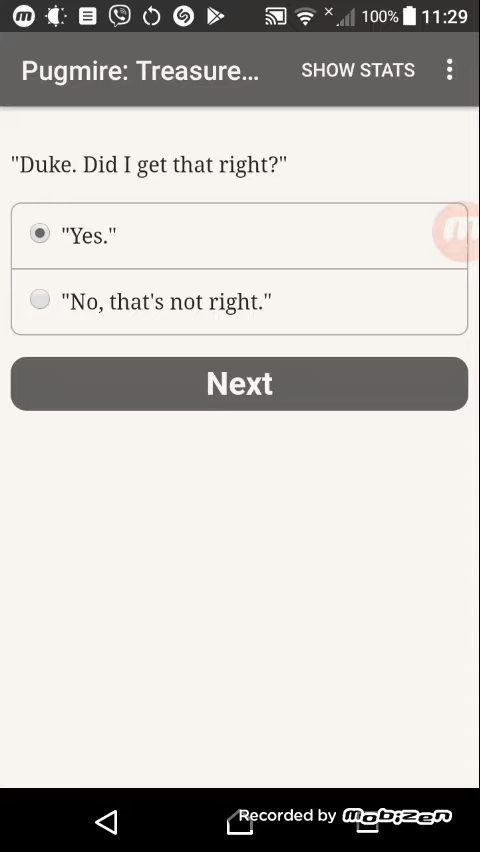 100% 11:29
Pugmire: Treasure... SHOW STATS
"Duke. Did I get that right?"
"Yes."
"No, that's not right."
Next
Recorded by mobizen